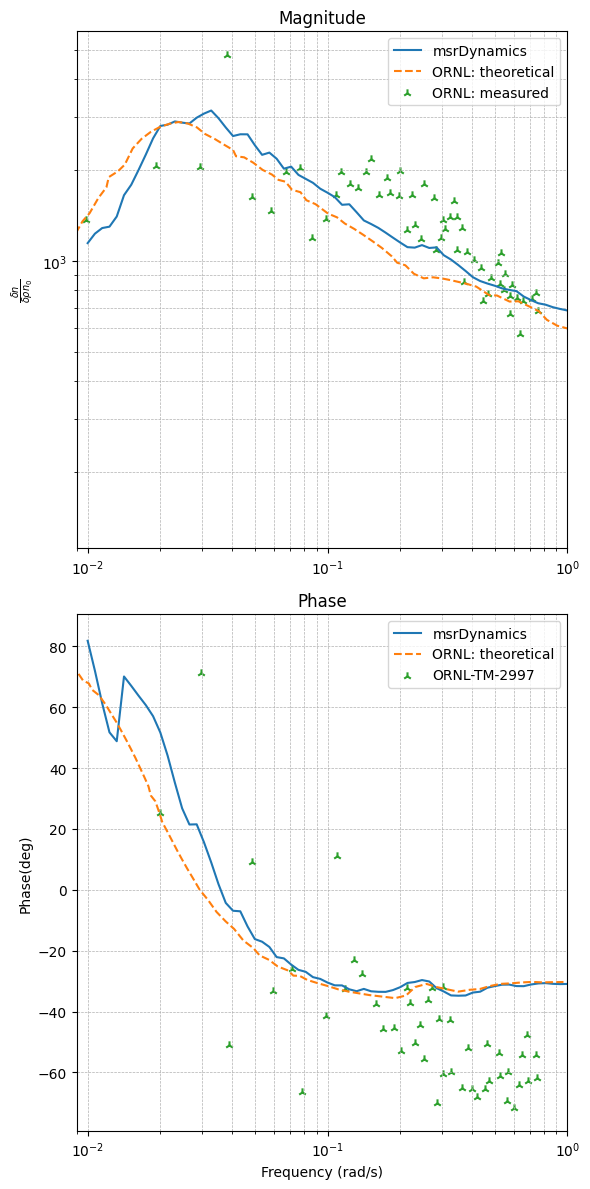 Magnitude
msrDynamics
ORNL: theoretical
ORNL: measured
10³
δn
δρn₀
10⁻²
10⁻¹
10⁰
Phase
msrDynamics
ORNL: theoretical
ORNL-TM-2997
80
60
40
20
0
−20
−40
−60
Phase(deg)
10⁻²
10⁻¹
10⁰
Frequency (rad/s)